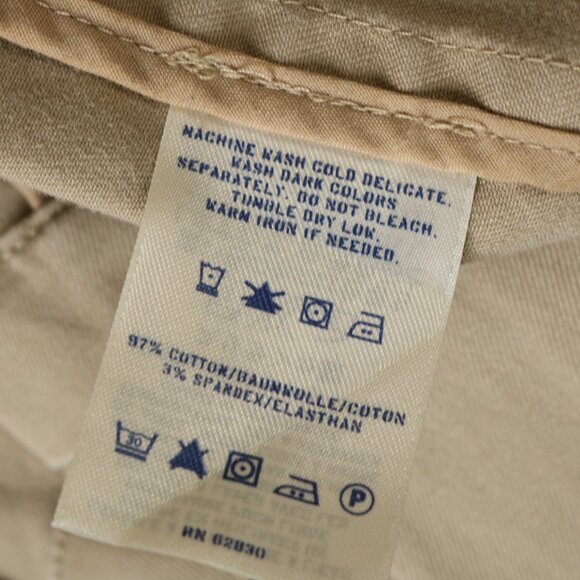 MACHINE WASH COLD DELICATE.
WASH DARK COLORS
SEPARATELY. DO NOT BLEACH.
TUMBLE DRY LOW.
WARM IRON IF NEEDED.
97% COTTON/BAUMWOLLE/COTON
3% SPANDEX/ELASTHAN
30
P
RN 62830